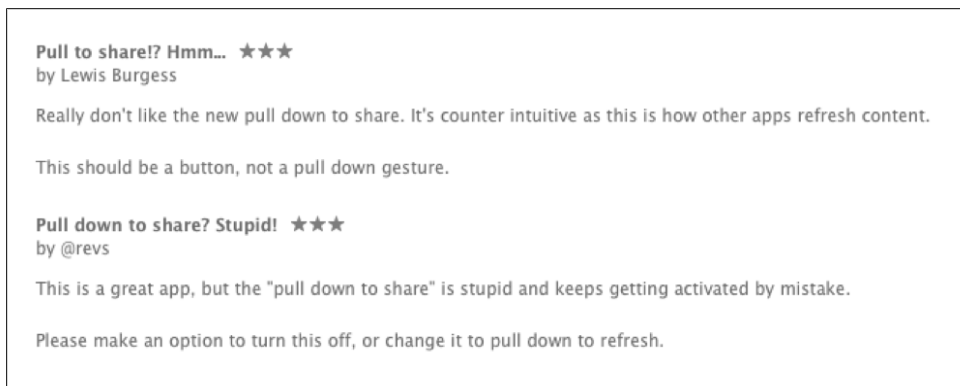 Pull to share!? Hmm... ★★★
by Lewis Burgess
Really don't like the new pull down to share. It's counter intuitive as this is how other apps refresh content.
This should be a button, not a pull down gesture.
Pull down to share? Stupid! ★★★
by @revs
This is a great app, but the "pull down to share" is stupid and keeps getting activated by mistake.
Please make an option to turn this off, or change it to pull down to refresh.